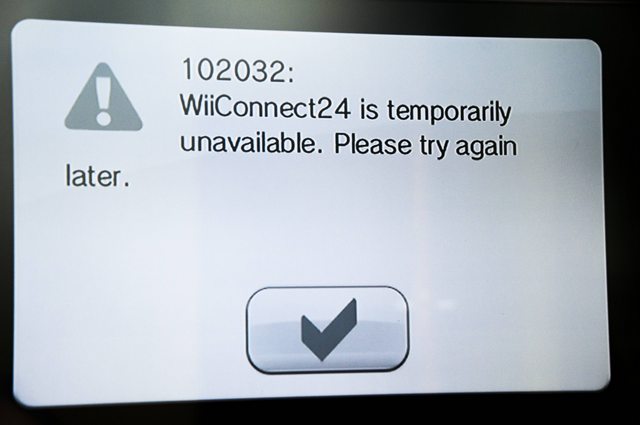 102032:
WiiConnect24 is temporarily
unavailable. Please try again
later.